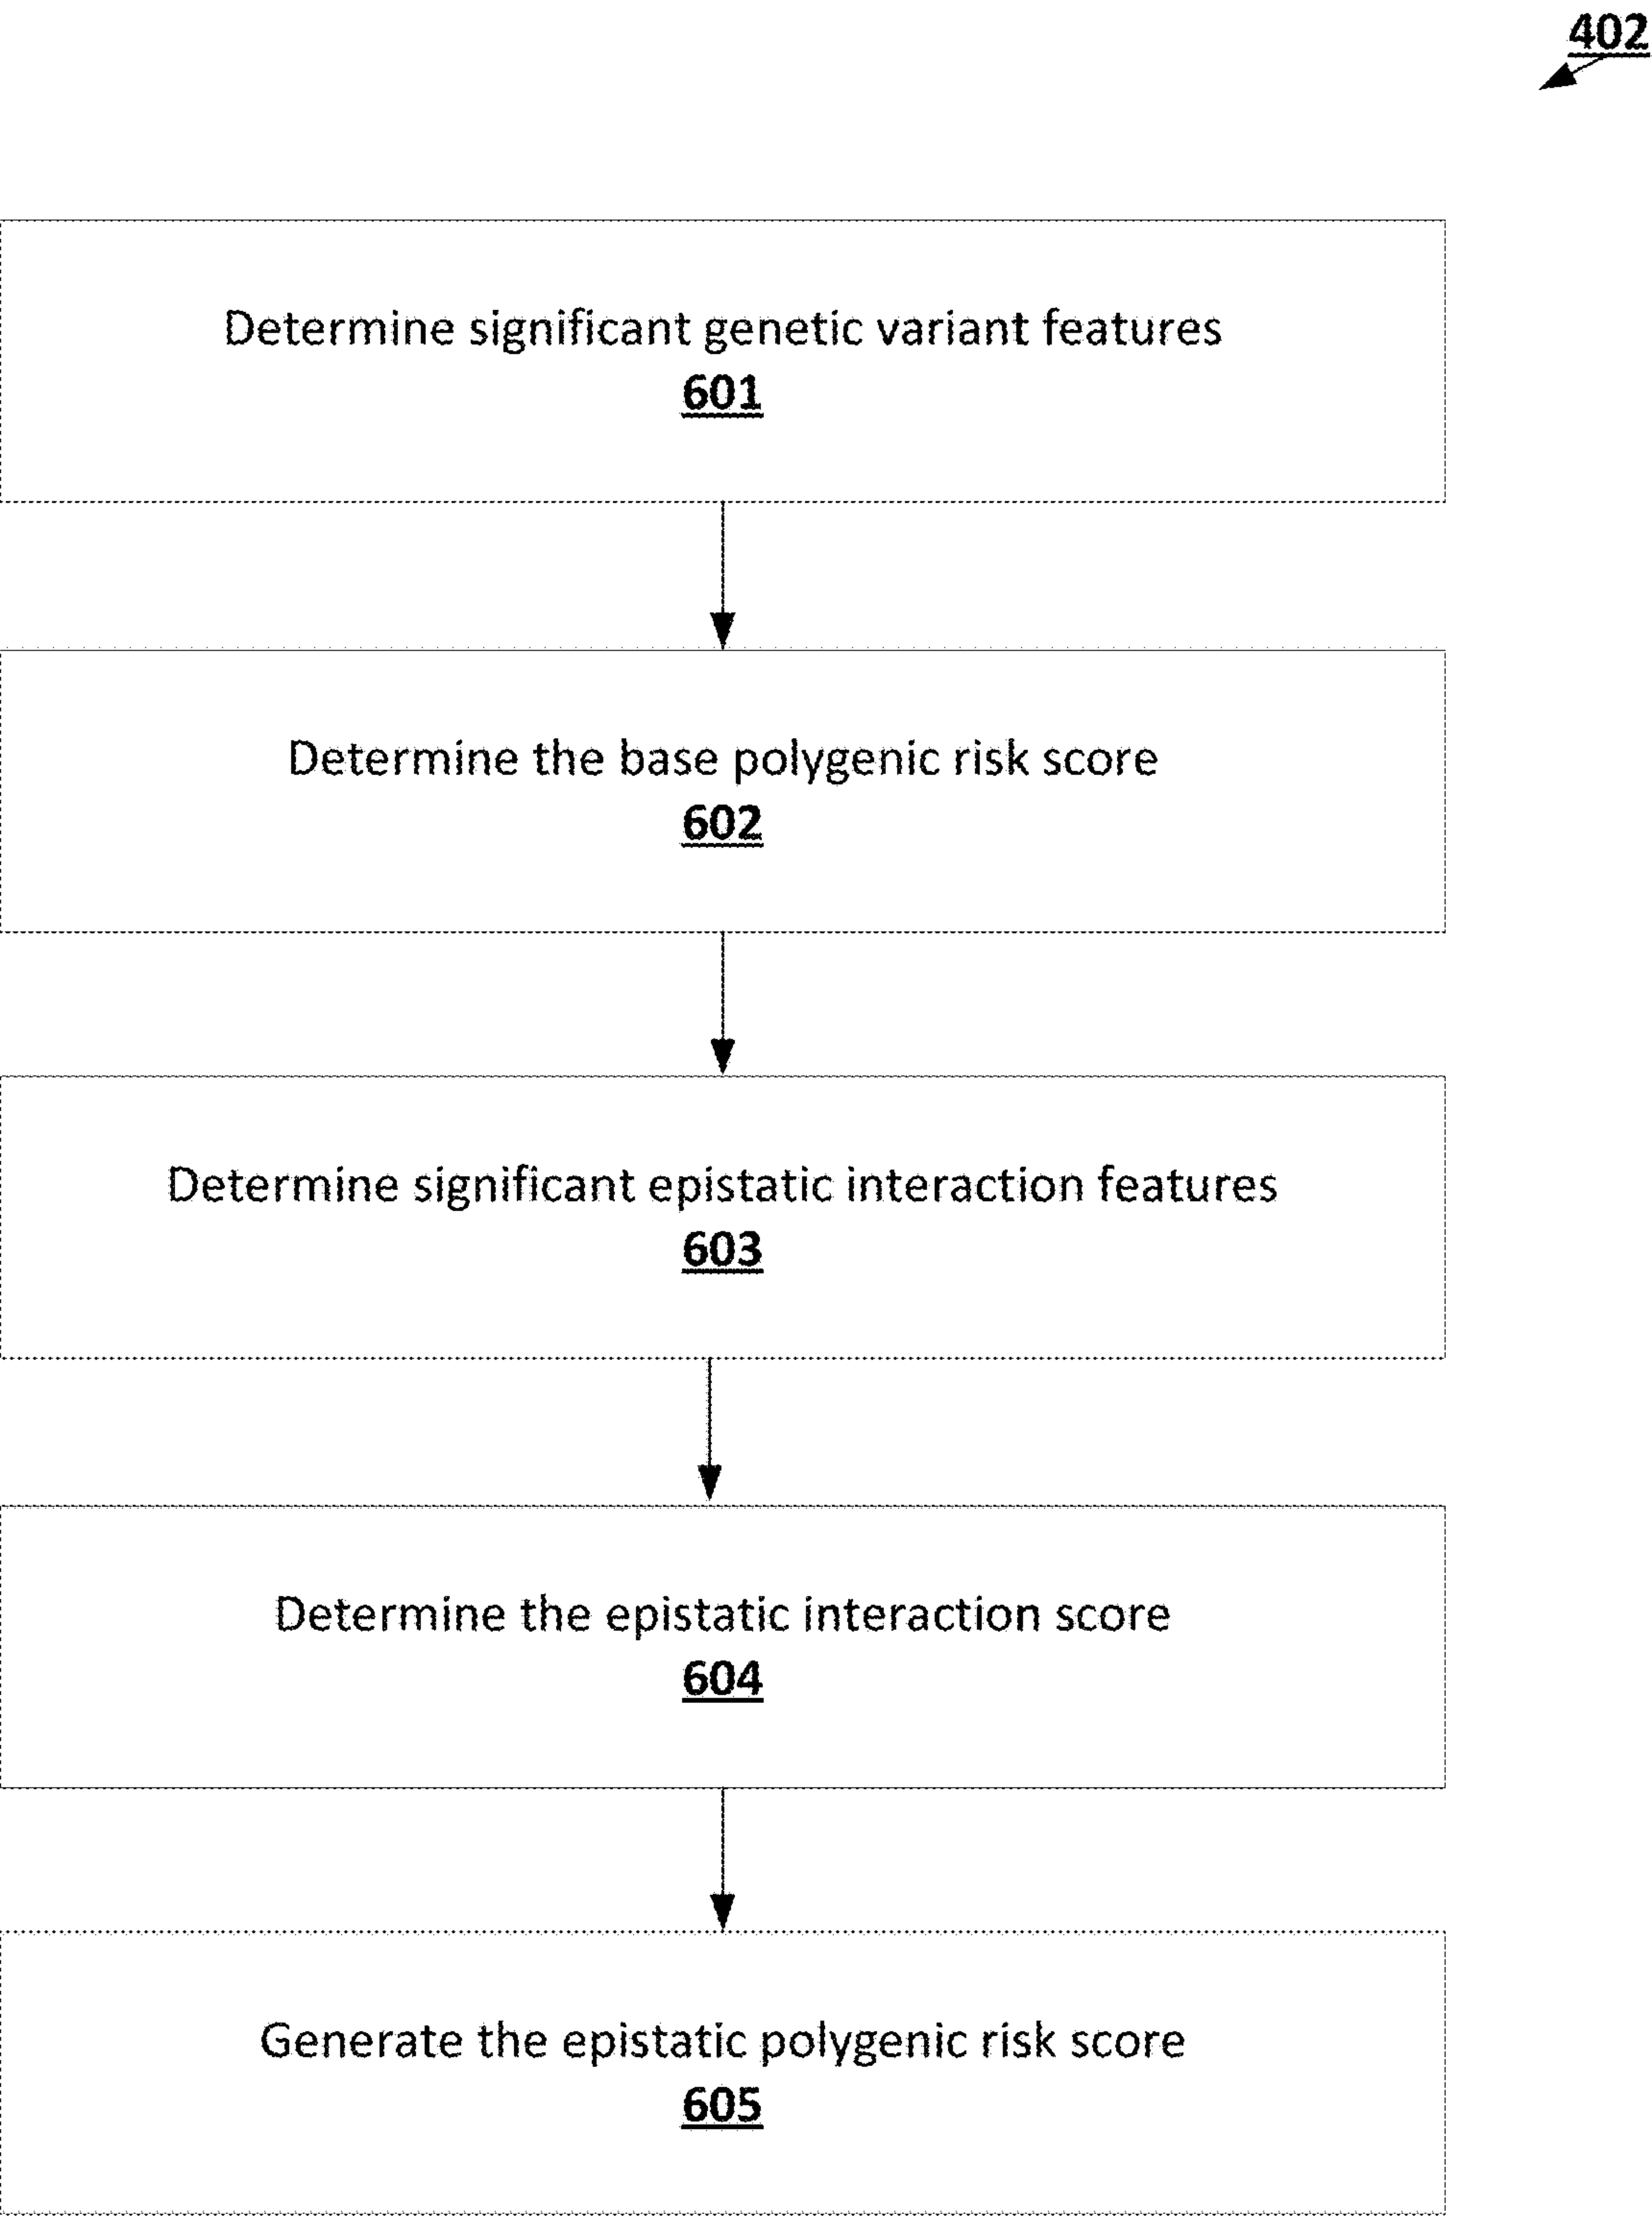 402
Determine significant genetic variant features
601
Determine the base polygenic risk score
602
Determine significant epistatic interaction features
603
Determine the epistatic interaction score
604
Generate the epistatic polygenic risk score
605